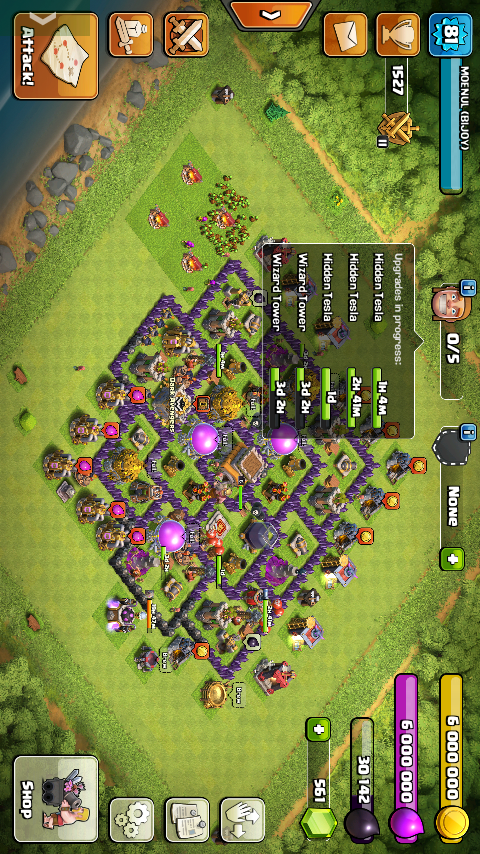 81
MOENUL (BIJOY)
1527
II
Attack!
0/5
None
6 000 000
6 000 000
30 142
561
Upgrades in progress:
Hidden Tesla 1H 4M
Hidden Tesla 2H 41M
Hidden Tesla 1d
Wizard Tower 3d 2H
Wizard Tower 3d 2H
Shop